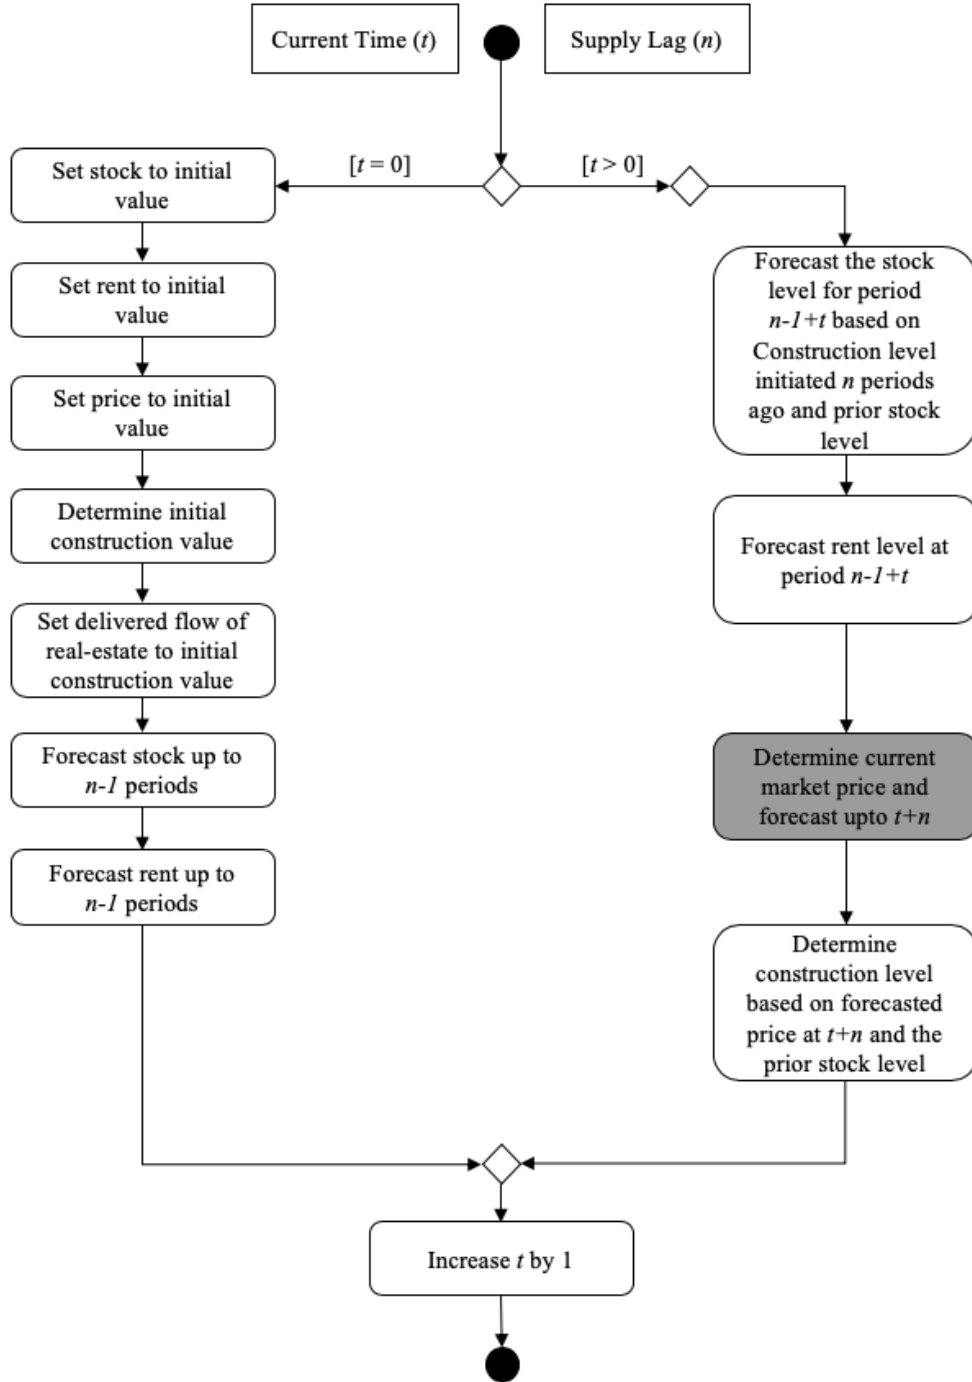 Current Time (t)
Supply Lag (n)
[t = 0]
[t > 0]
Set stock to initial
value
Set rent to initial
value
Set price to initial
value
Determine initial
construction value
Set delivered flow of
real-estate to initial
construction value
Forecast stock up to
n-1 periods
Forecast rent up to
n-1 periods
Forecast the stock
level for period
n-1+t based on
Construction level
initiated n periods
ago and prior stock
level
Forecast rent level at
period n-1+t
Determine current
market price and
forecast upto t+n
Determine
construction level
based on forecasted
price at t+n and the
prior stock level
Increase t by 1